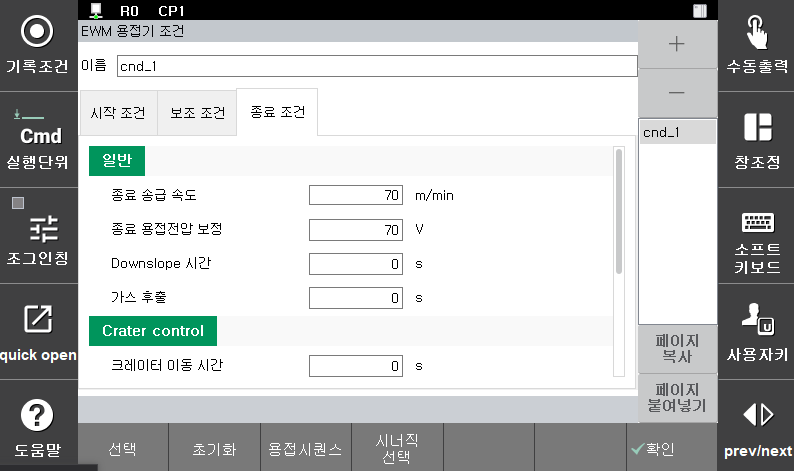 R0 CP1
EWM 용접기 조건
기록조건
이름 cnd_1
수동출력
시작 조건 보조 조건 종료 조건
Cmd
실행단위
cnd_1
창조정
일반
종료 송급 속도 70 m/min
종료 용접전압 보정 70 V
조그인칭
소프트
키보드
Downslope 시간 0 s
가스 후출 0 s
Crater control
quick open
페이지
복사
사용자키
크레이터 이동 시간 0 s
페이지
붙여넣기
도움말
선택 초기화 용접시퀀스 시너직
선택 확인
prev/next